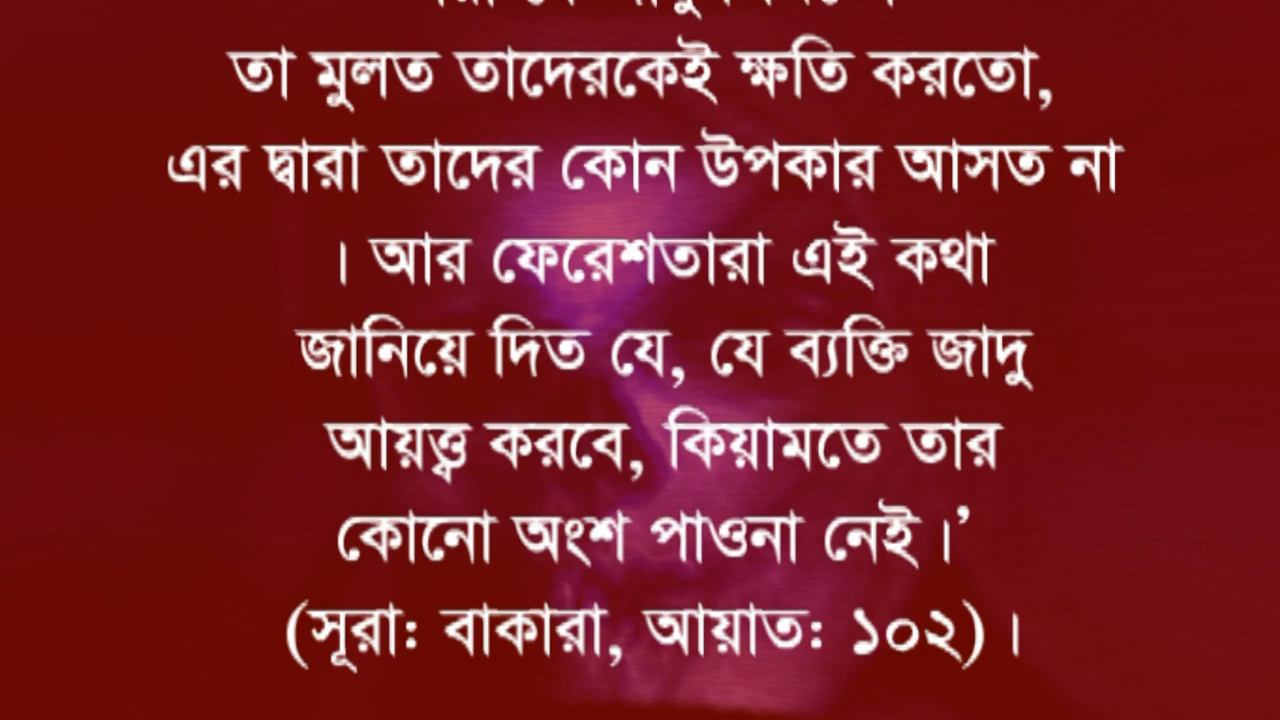 তা মুলত তাদেরকেই ক্ষতি করতো,
এর দ্বারা তাদের কোন উপকার আসত না
। আর ফেরেশতারা এই কথা
জানিয়ে দিত যে, যে ব্যক্তি জাদু
আয়ত্ত্ব করবে, কিয়ামতে তার
কোনো অংশ পাওনা নেই।’
(সূরাঃ বাকারা, আয়াতঃ ১০২)।